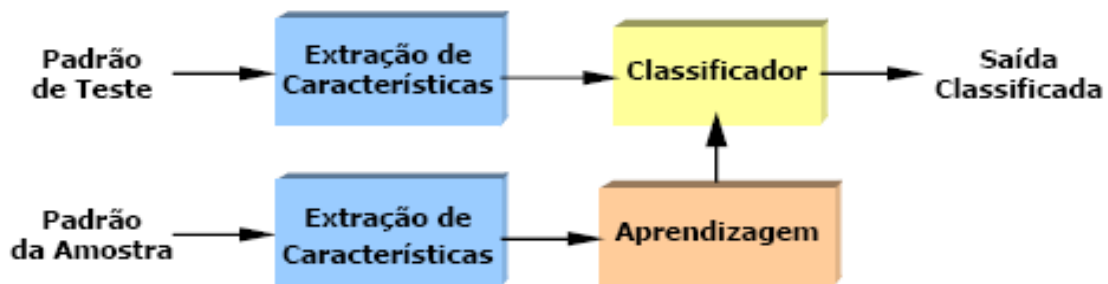 Padrão
de Teste
Extração de
Características
Classificador
Saída
Classificada
Padrão
da Amostra
Extração de
Características
Aprendizagem